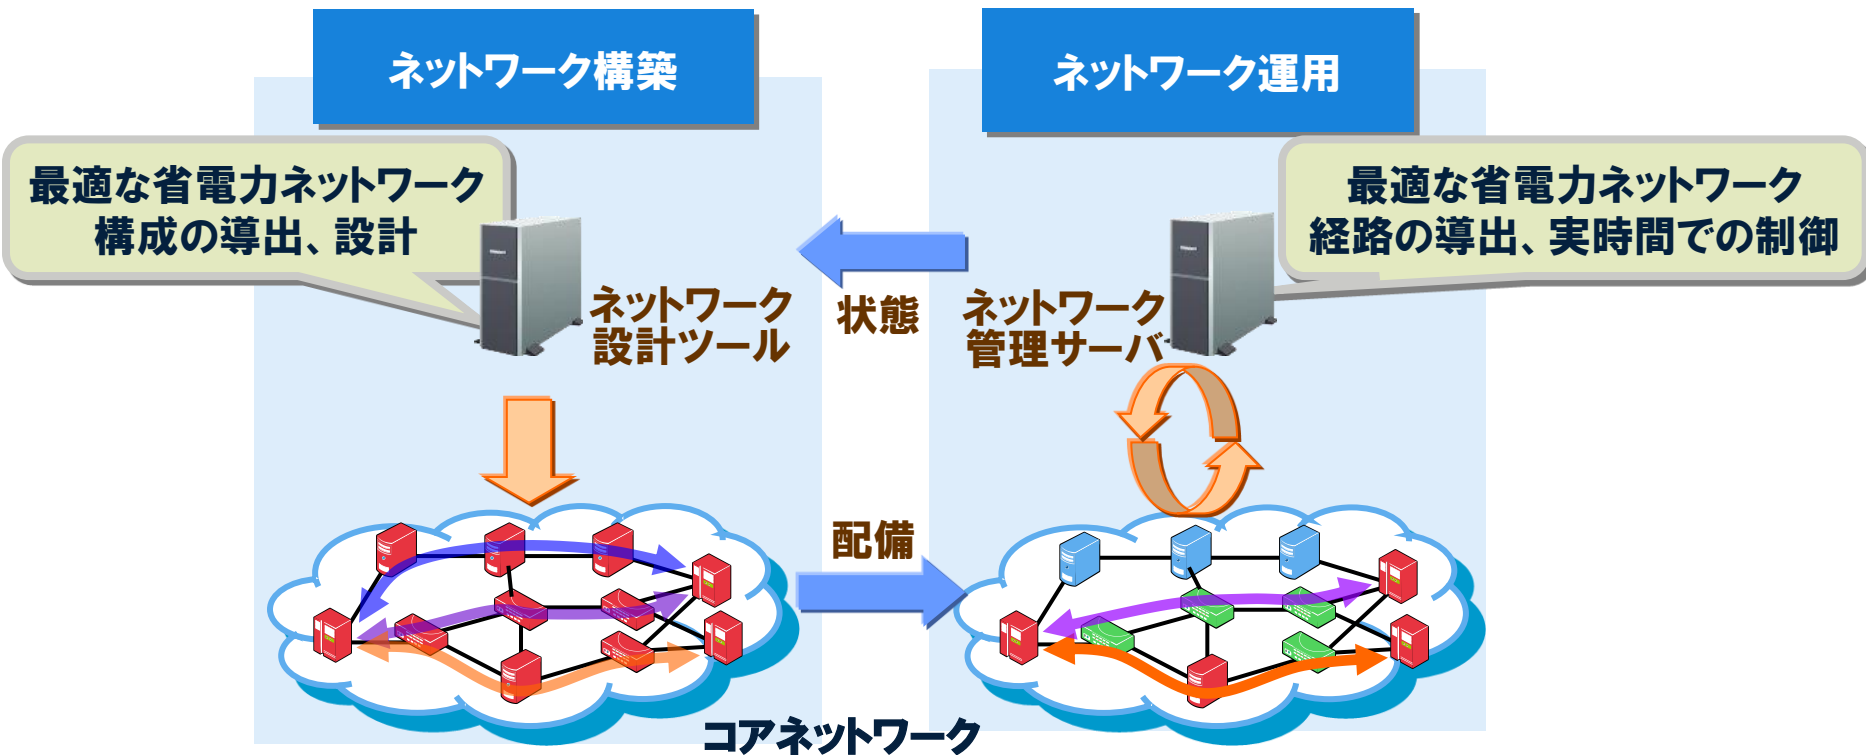 ネットワーク構築
ネットワーク運用
最適な省電力ネットワーク
構成の導出、設計
最適な省電力ネットワーク
経路の導出、実時間での制御
ネットワーク
設計ツール
状態
ネットワーク
管理サーバ
配備
コアネットワーク